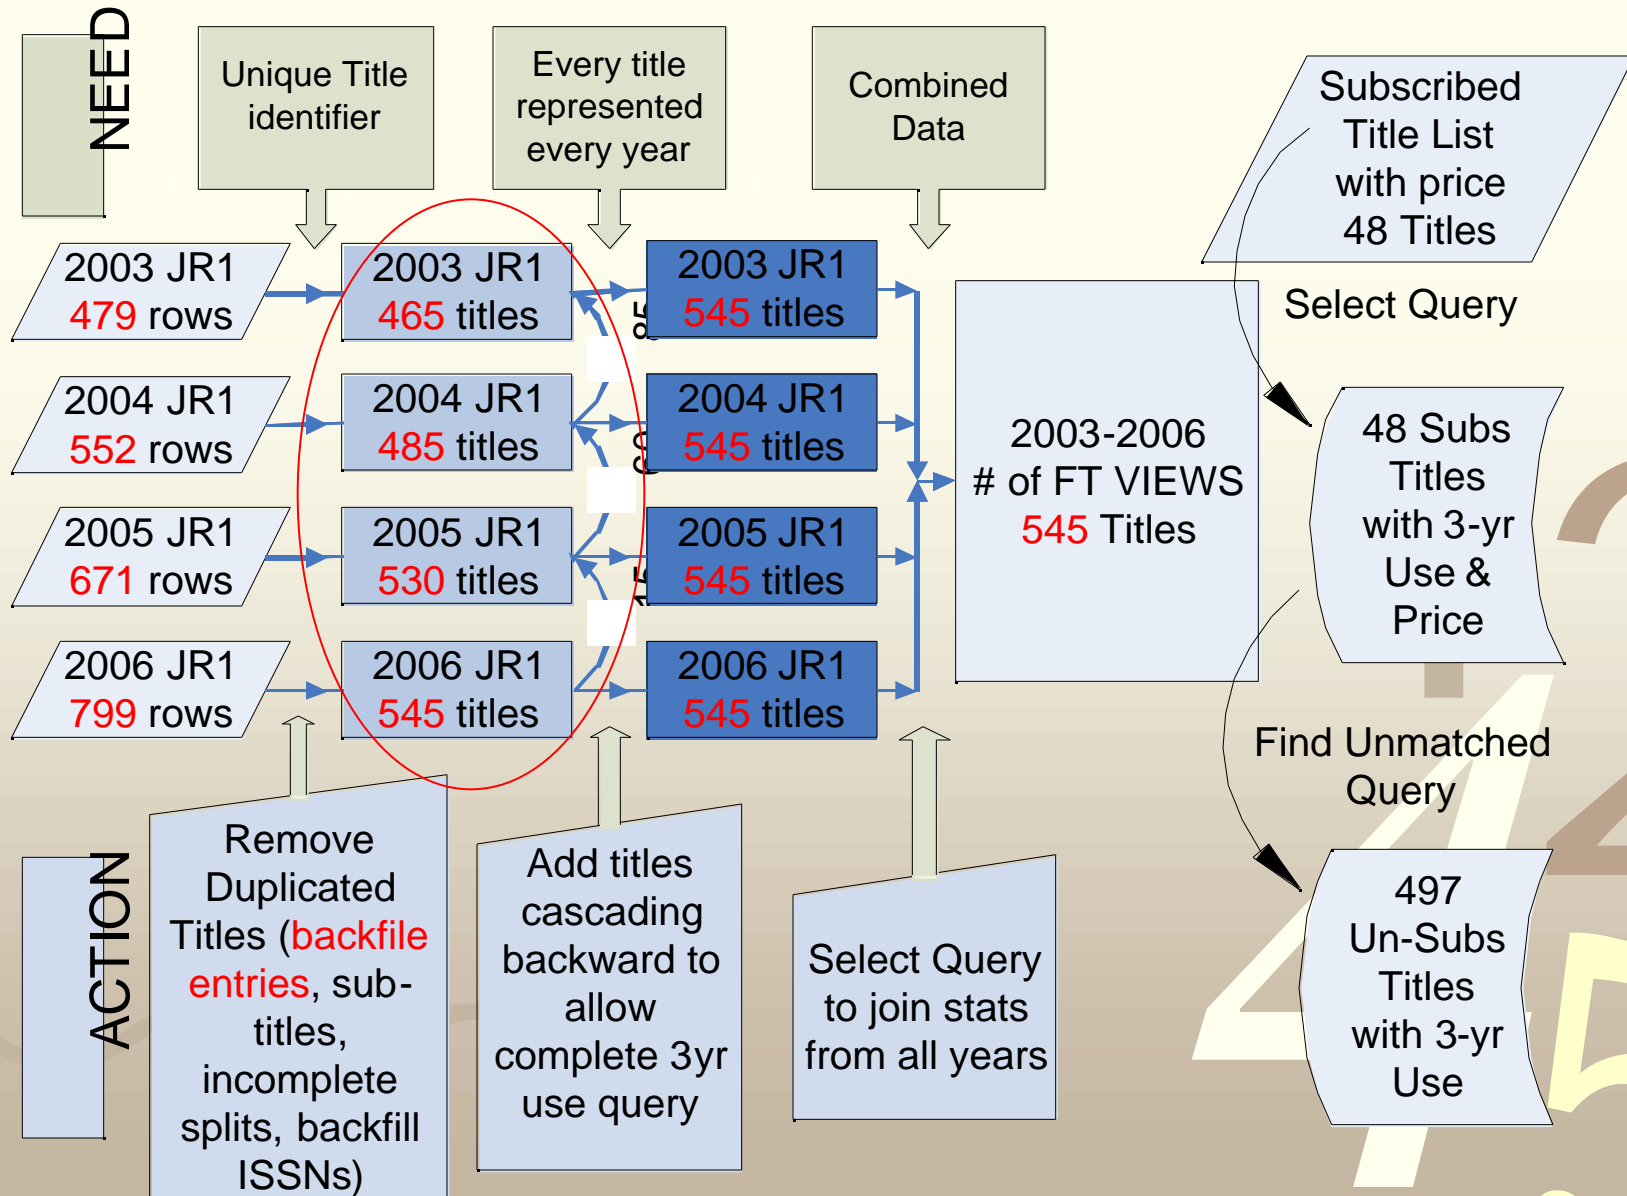 NEED
Unique Title
identifier
Every title
represented
every year
Combined
Data
Subscribed
Title List
with price
48 Titles
2003 JR1
479 rows
2003 JR1
465 titles
2003 JR1
545 titles
Select Query
2004 JR1
552 rows
2004 JR1
485 titles
2004 JR1
545 titles
2005 JR1
671 rows
2005 JR1
530 titles
2005 JR1
545 titles
2006 JR1
799 rows
2006 JR1
545 titles
2006 JR1
545 titles
2003-2006
# of FT VIEWS
545 Titles
48 Subs
Titles
with 3-yr
Use &
Price
Find Unmatched
Query
497
Un-Subs
Titles
with 3-yr
Use
ACTION
Remove
Duplicated
Titles (backfile
entries, sub-
titles,
incomplete
splits, backfill
ISSNs)
Add titles
cascading
backward to
allow
complete 3yr
use query
Select Query
to join stats
from all years